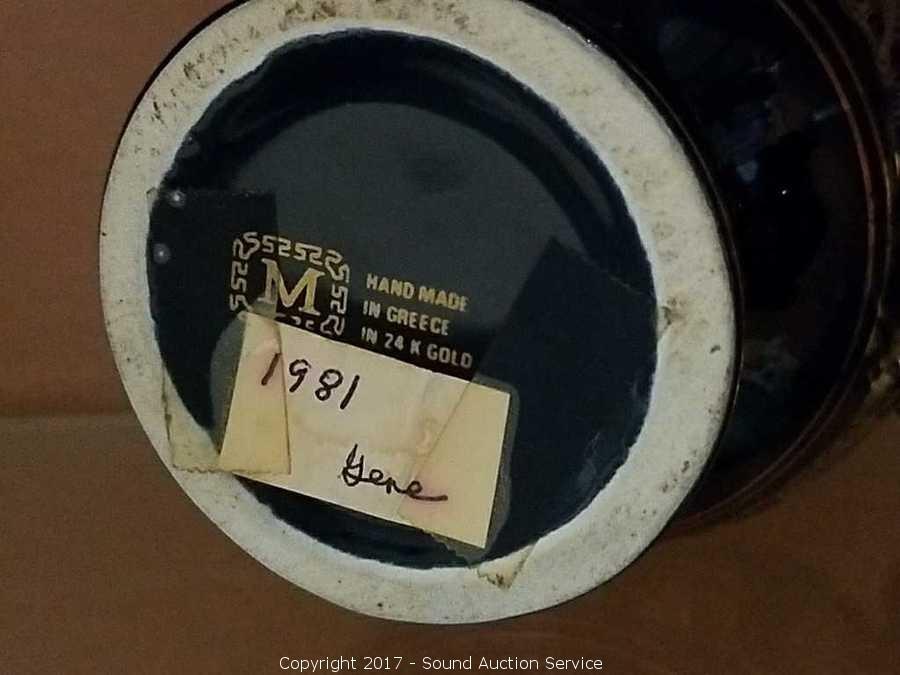 M
HAND MADE
IN GREECE
IN 24 K GOLD
1981
Gene
Copyright 2017 - Sound Auction Service